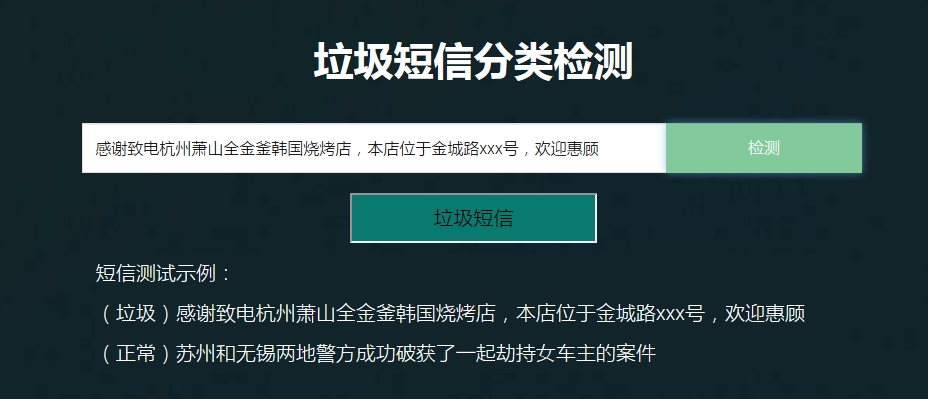 垃圾短信分类检测
感谢致电杭州萧山全金釜韩国烧烤店，本店位于金城路xxx号，欢迎惠顾
检测
垃圾短信
短信测试示例：
（垃圾）感谢致电杭州萧山全金釜韩国烧烤店，本店位于金城路xxx号，欢迎惠顾
（正常）苏州和无锡两地警方成功破获了一起劫持女车主的案件